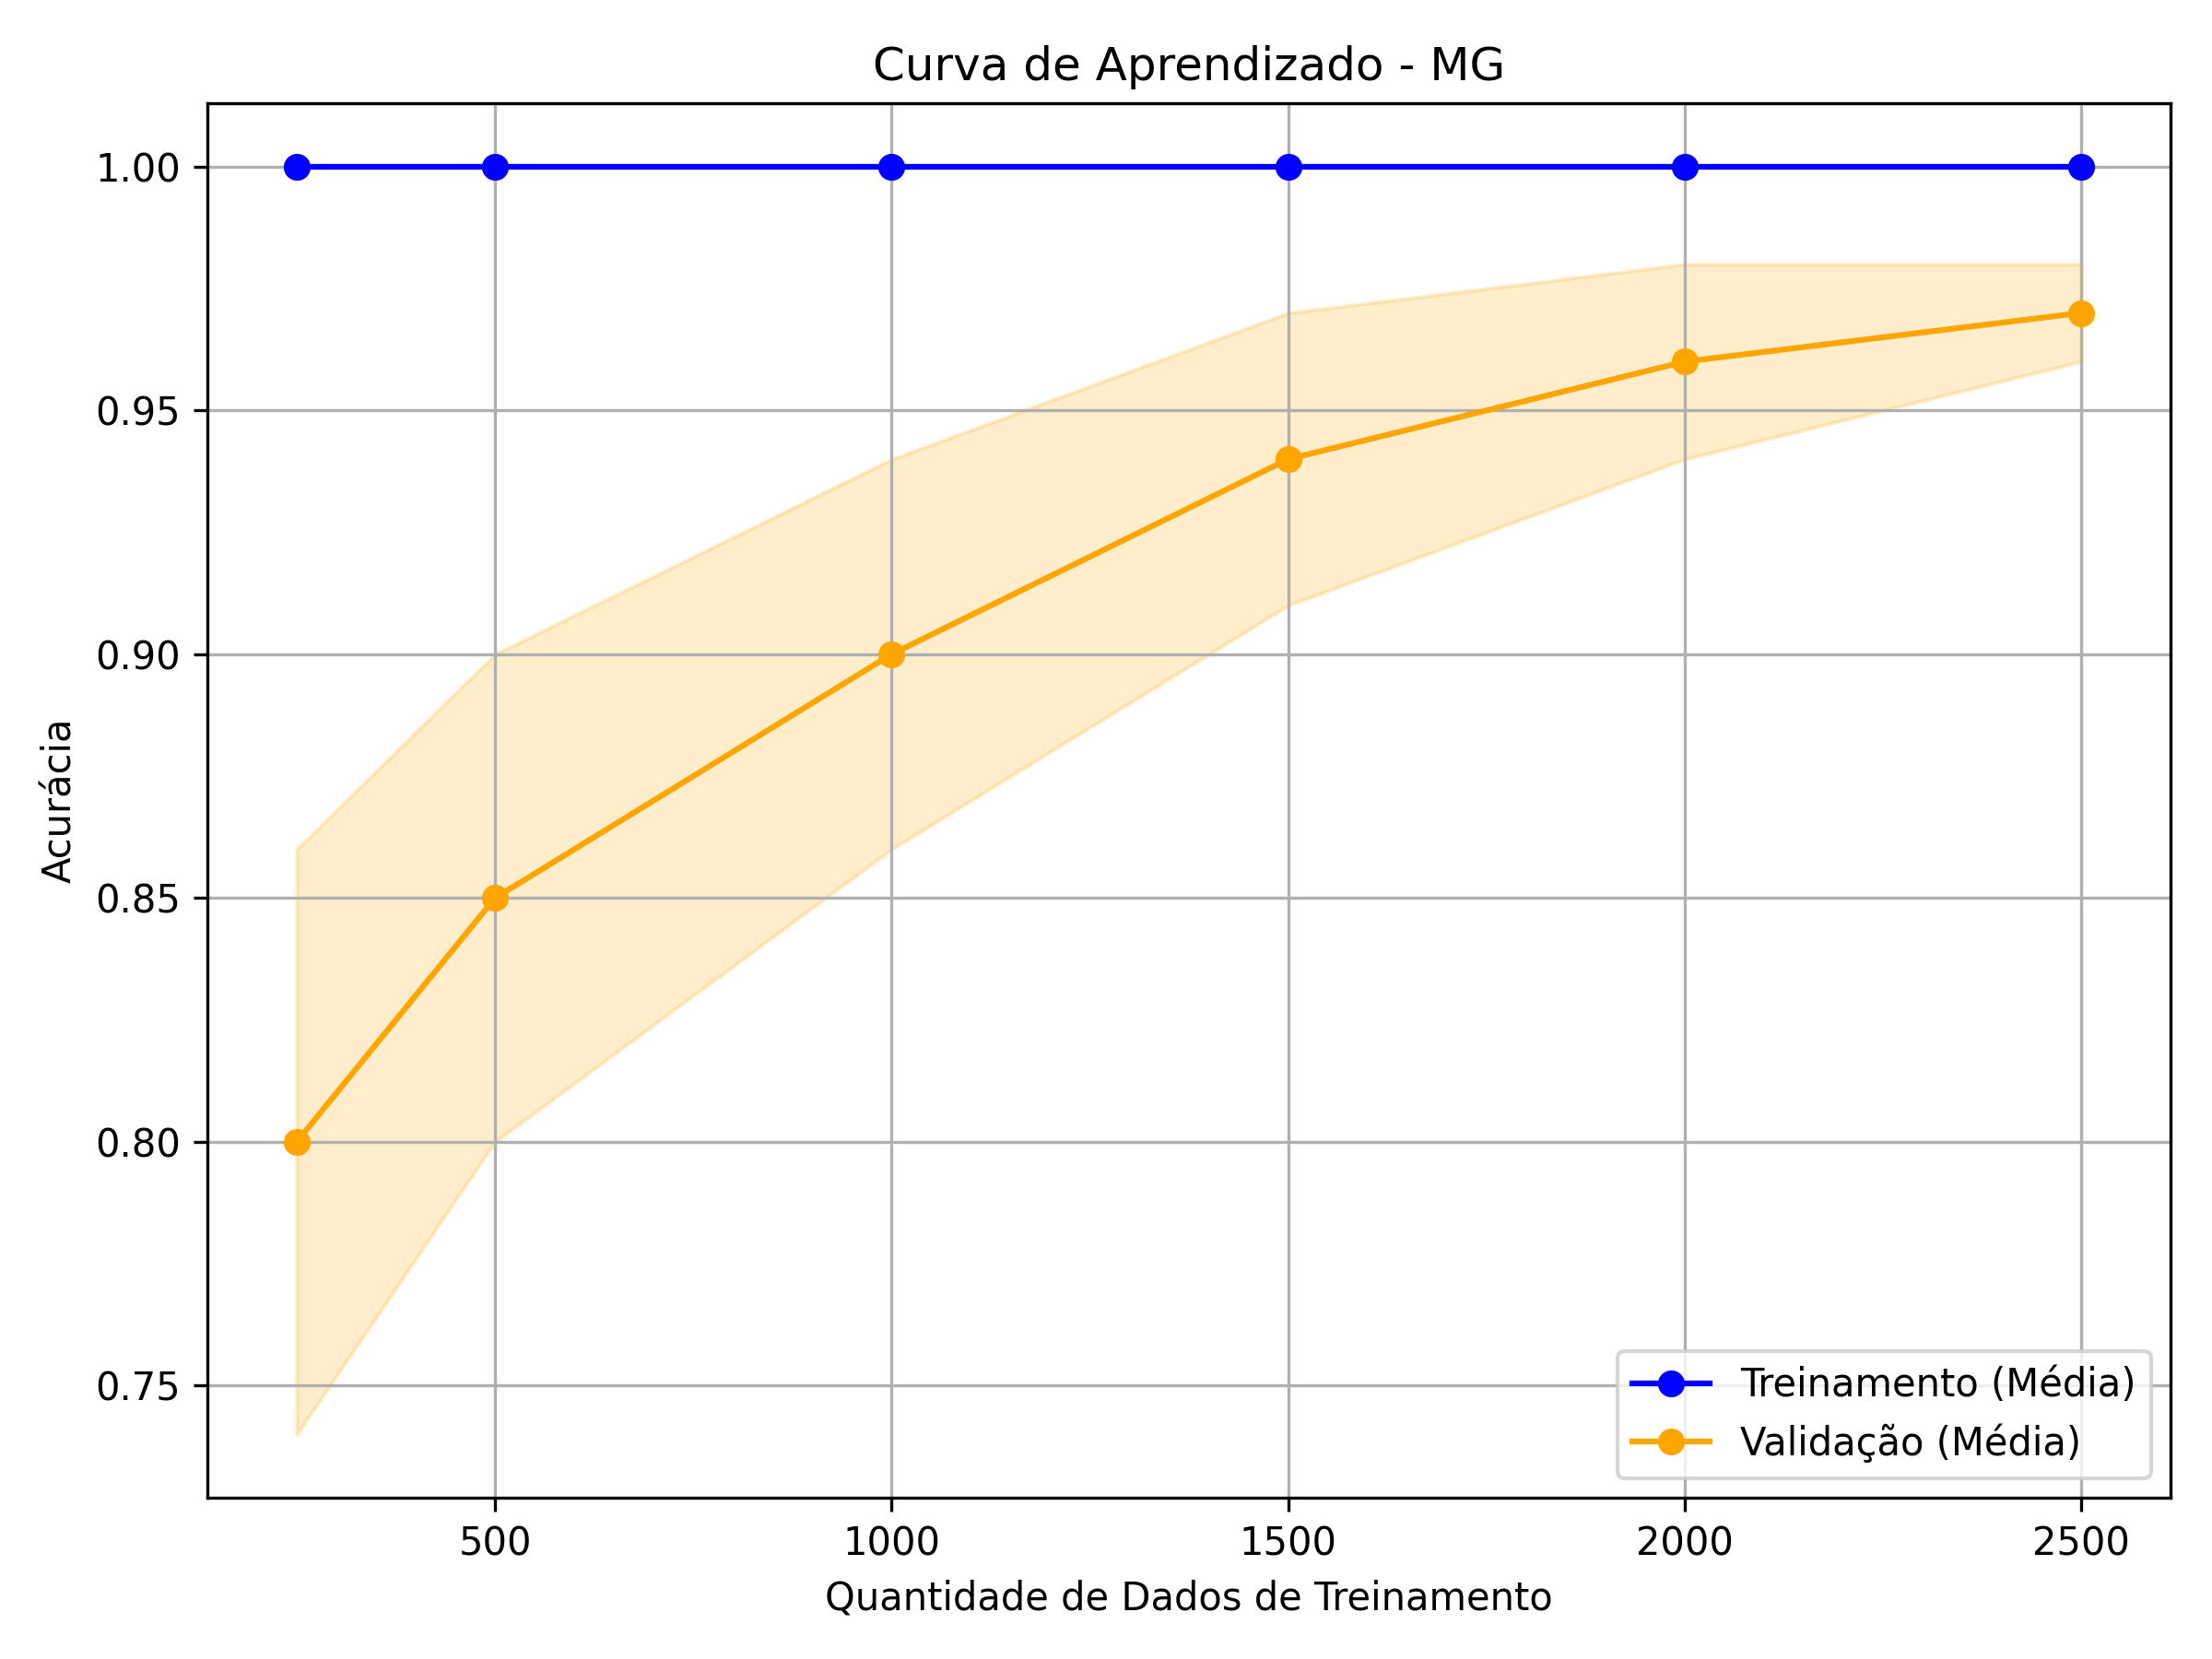 Curva de Aprendizado - MG
1.00
0.95
0.90
0.85
0.80
0.75
Acurácia
Treinamento (Média)
Validação (Média)
500
1000
1500
2000
2500
Quantidade de Dados de Treinamento